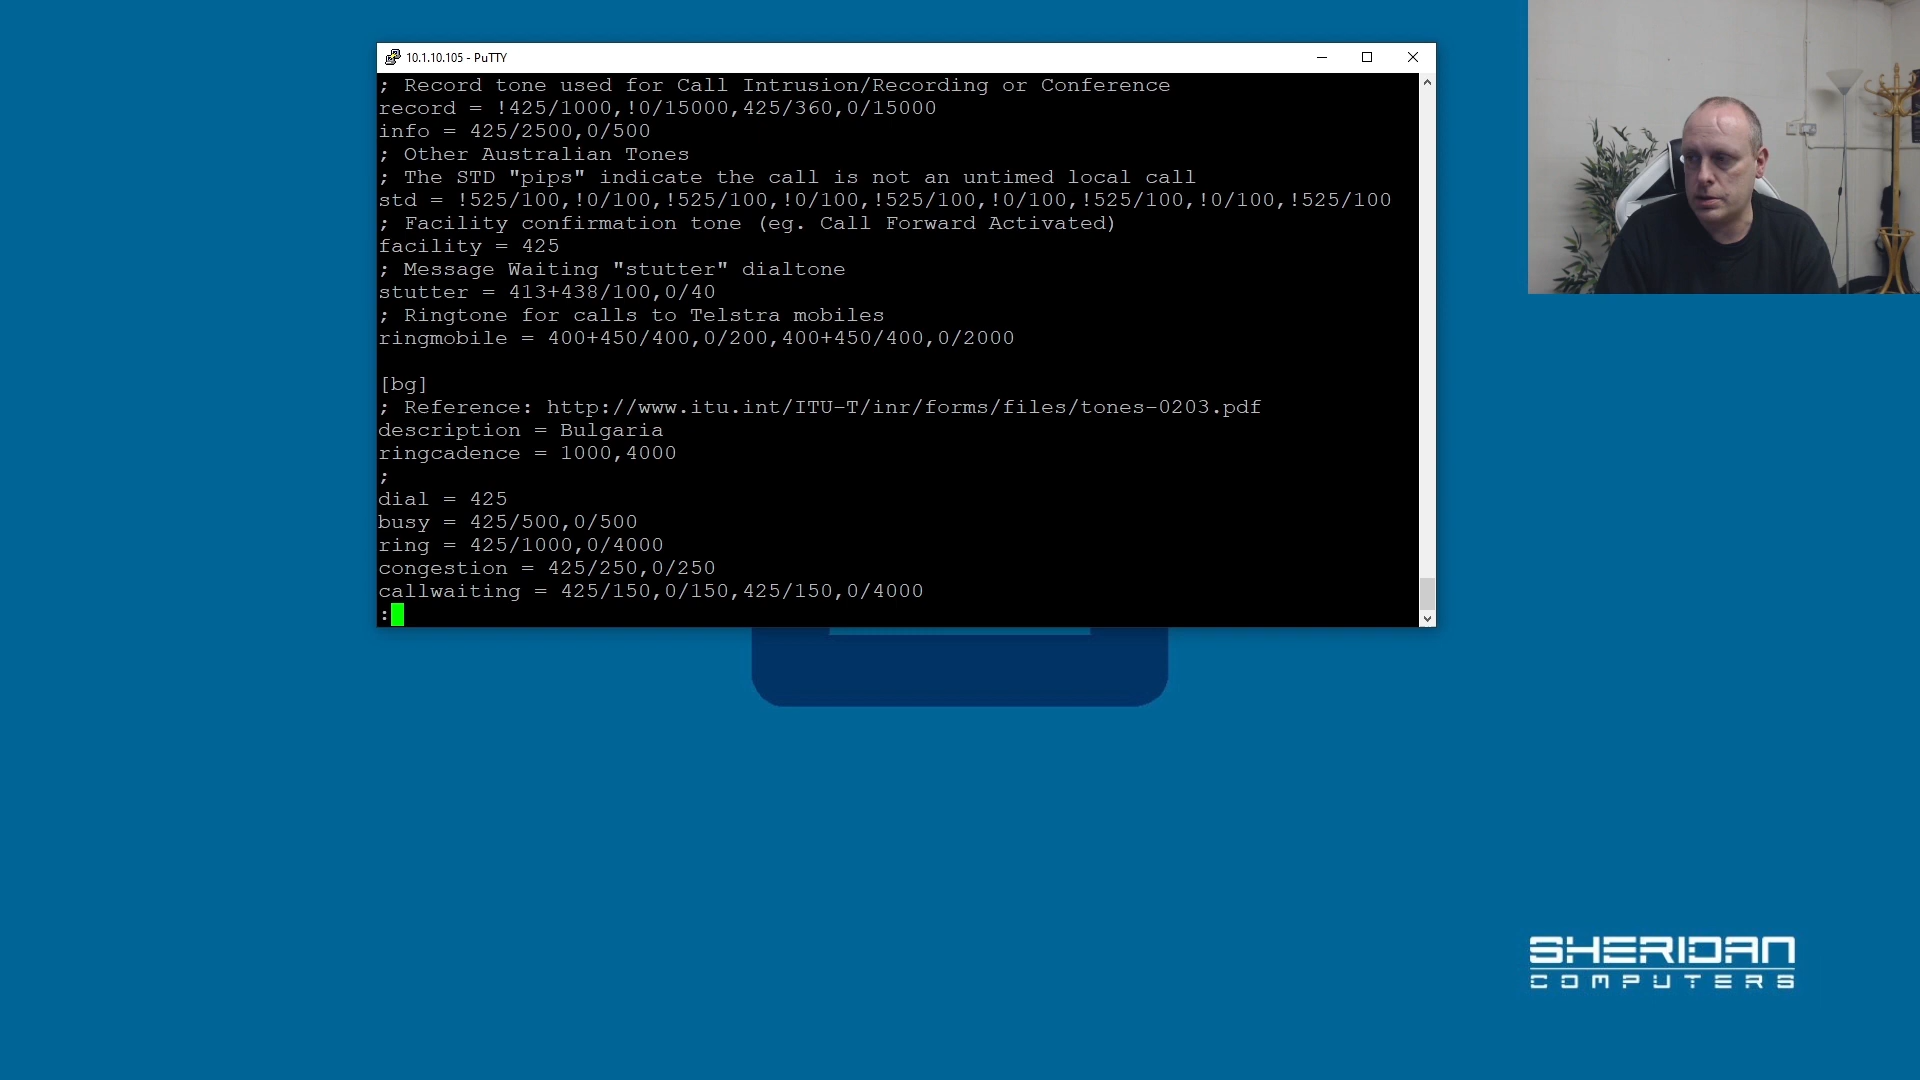 10.1.10.105 - PuTTY
; Record tone used for Call Intrusion/Recording or Conference
record = !425/1000,!0/15000,425/360,0/15000
info = 425/2500,0/500
; Other Australian Tones
; The STD "pips" indicate the call is not an untimed local call
std = !525/100,!0/100,!525/100,!0/100,!525/100,!0/100,!525/100,!0/100,!525/100
; Facility confirmation tone (eg. Call Forward Activated)
facility = 425
; Message Waiting "stutter" dialtone
stutter = 413+438/100,0/40
; Ringtone for calls to Telstra mobiles
ringmobile = 400+450/400,0/200,400+450/400,0/2000
[bg]
; Reference: http://www.itu.int/ITU-T/inr/forms/files/tones-0203.pdf
description = Bulgaria
ringcadence = 1000,4000
;
dial = 425
busy = 425/500,0/500
ring = 425/1000,0/4000
congestion = 425/250,0/250
callwaiting = 425/150,0/150,425/150,0/4000
:
SHERIDAN
COMPUTERS